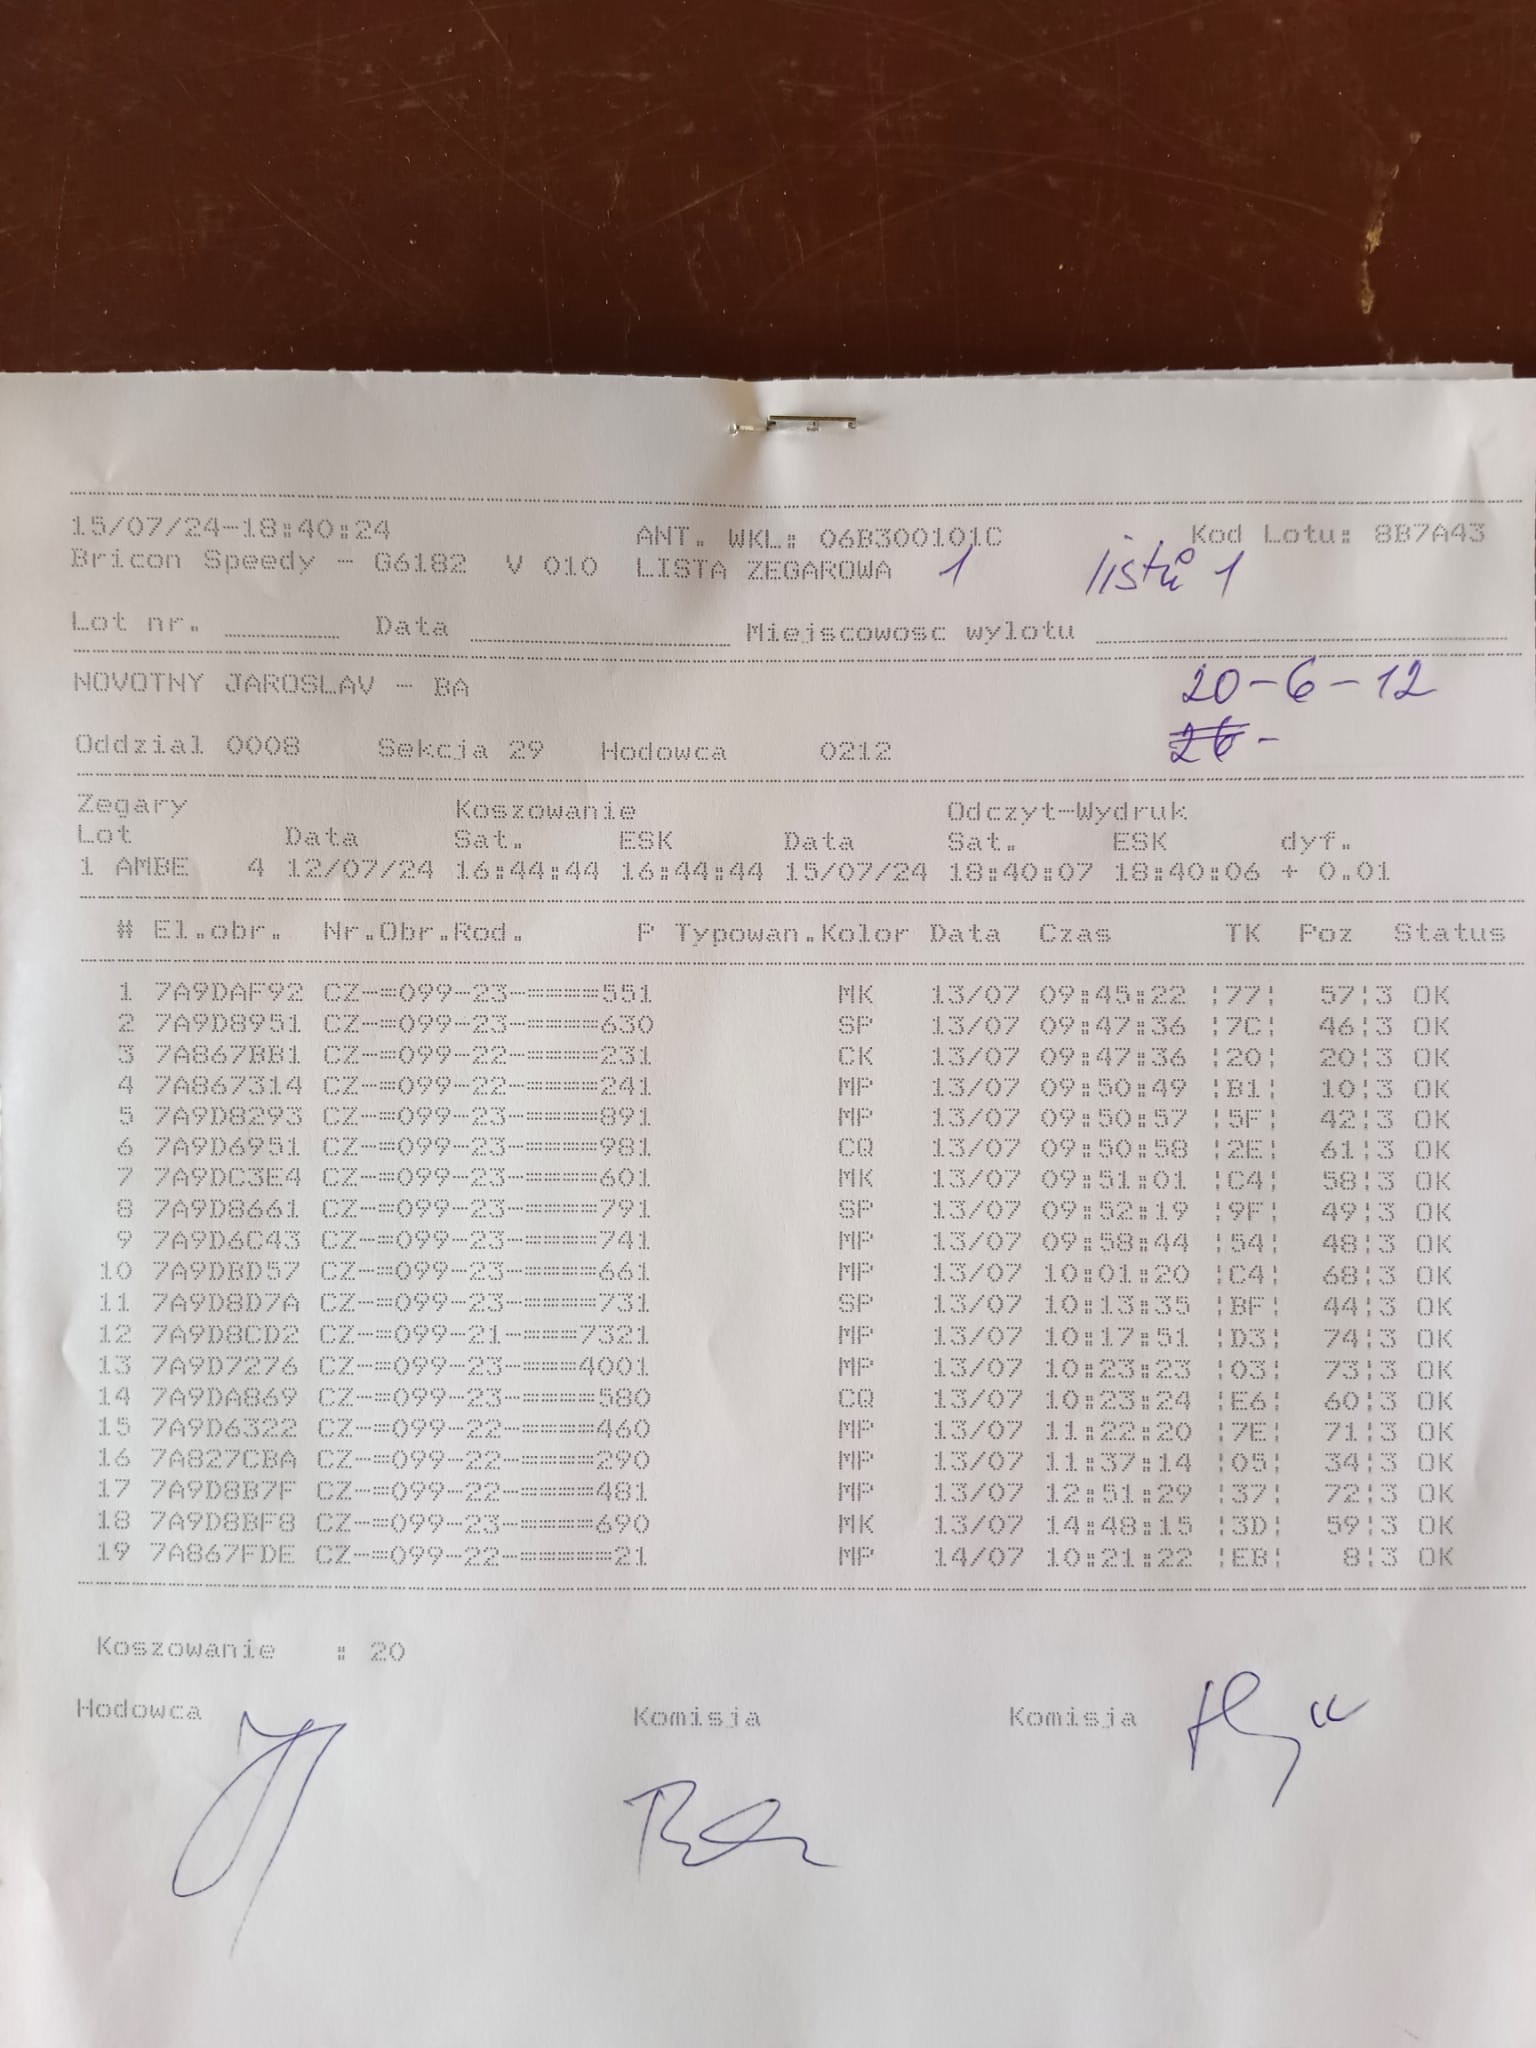 15/07/24-18:40:24 ANT. WKL: 06B300101C Kod Lotu: 8B7A43
Bricon Speedy - G6182 V 010 LISTA ZEGAROWA 1 listů 1
Lot nr. Data Miejscowosc wylotu
NOVOTNY JAROSLAV - BA 20-6-12
Oddzial 0008 Sekcja 29 Hodowca 0212
Zegary Koszowanie Odczyt-Wydruk
Lot Data Sat. ESK Data Sat. ESK dyf.
1 AMBE 4 12/07/24 16:44:44 16:44:44 15/07/24 18:40:07 18:40:06 + 0.01
# El.obr. Nr.Obr.Rod. P Typowan.Kolor Data Czas TK Poz Status
1 7A9DAF92 CZ-=099-23-====551 MK 13/07 09:45:22 ¦77¦ 57¦3 OK
2 7A9D8951 CZ-=099-23-====630 SP 13/07 09:47:36 ¦7C¦ 46¦3 OK
3 7A867BB1 CZ-=099-22-====231 CK 13/07 09:47:36 ¦20¦ 20¦3 OK
4 7A867314 CZ-=099-22-====241 MP 13/07 09:50:49 ¦B1¦ 10¦3 OK
5 7A9D8293 CZ-=099-23-====891 MP 13/07 09:50:57 ¦5F¦ 42¦3 OK
6 7A9D6951 CZ-=099-23-====981 CQ 13/07 09:50:58 ¦2E¦ 61¦3 OK
7 7A9DC3E4 CZ-=099-23-====601 MK 13/07 09:51:01 ¦C4¦ 58¦3 OK
8 7A9D8661 CZ-=099-23-====791 SP 13/07 09:52:19 ¦9F¦ 49¦3 OK
9 7A9D6C43 CZ-=099-23-====741 MP 13/07 09:58:44 ¦54¦ 48¦3 OK
10 7A9DBD57 CZ-=099-23-====661 MP 13/07 10:01:20 ¦C4¦ 68¦3 OK
11 7A9D8D7A CZ-=099-23-====731 SP 13/07 10:13:35 ¦BF¦ 44¦3 OK
12 7A9D8CD2 CZ-=099-21-===7321 MP 13/07 10:17:51 ¦D3¦ 74¦3 OK
13 7A9D7276 CZ-=099-23-===4001 MP 13/07 10:23:23 ¦03¦ 73¦3 OK
14 7A9DA869 CZ-=099-23-====580 CQ 13/07 10:23:24 ¦E6¦ 60¦3 OK
15 7A9D6322 CZ-=099-22-====460 MP 13/07 11:22:20 ¦7E¦ 71¦3 OK
16 7A827CBA CZ-=099-22-====290 MP 13/07 11:37:14 ¦05¦ 34¦3 OK
17 7A9D8B7F CZ-=099-22-====481 MP 13/07 12:51:29 ¦37¦ 72¦3 OK
18 7A9D8BF8 CZ-=099-23-====690 MK 13/07 14:48:15 ¦3D¦ 59¦3 OK
19 7A867FDE CZ-=099-22-=====21 MP 14/07 10:21:22 ¦EB¦ 8¦3 OK
Koszowanie : 20
Hodowca Komisja Komisja